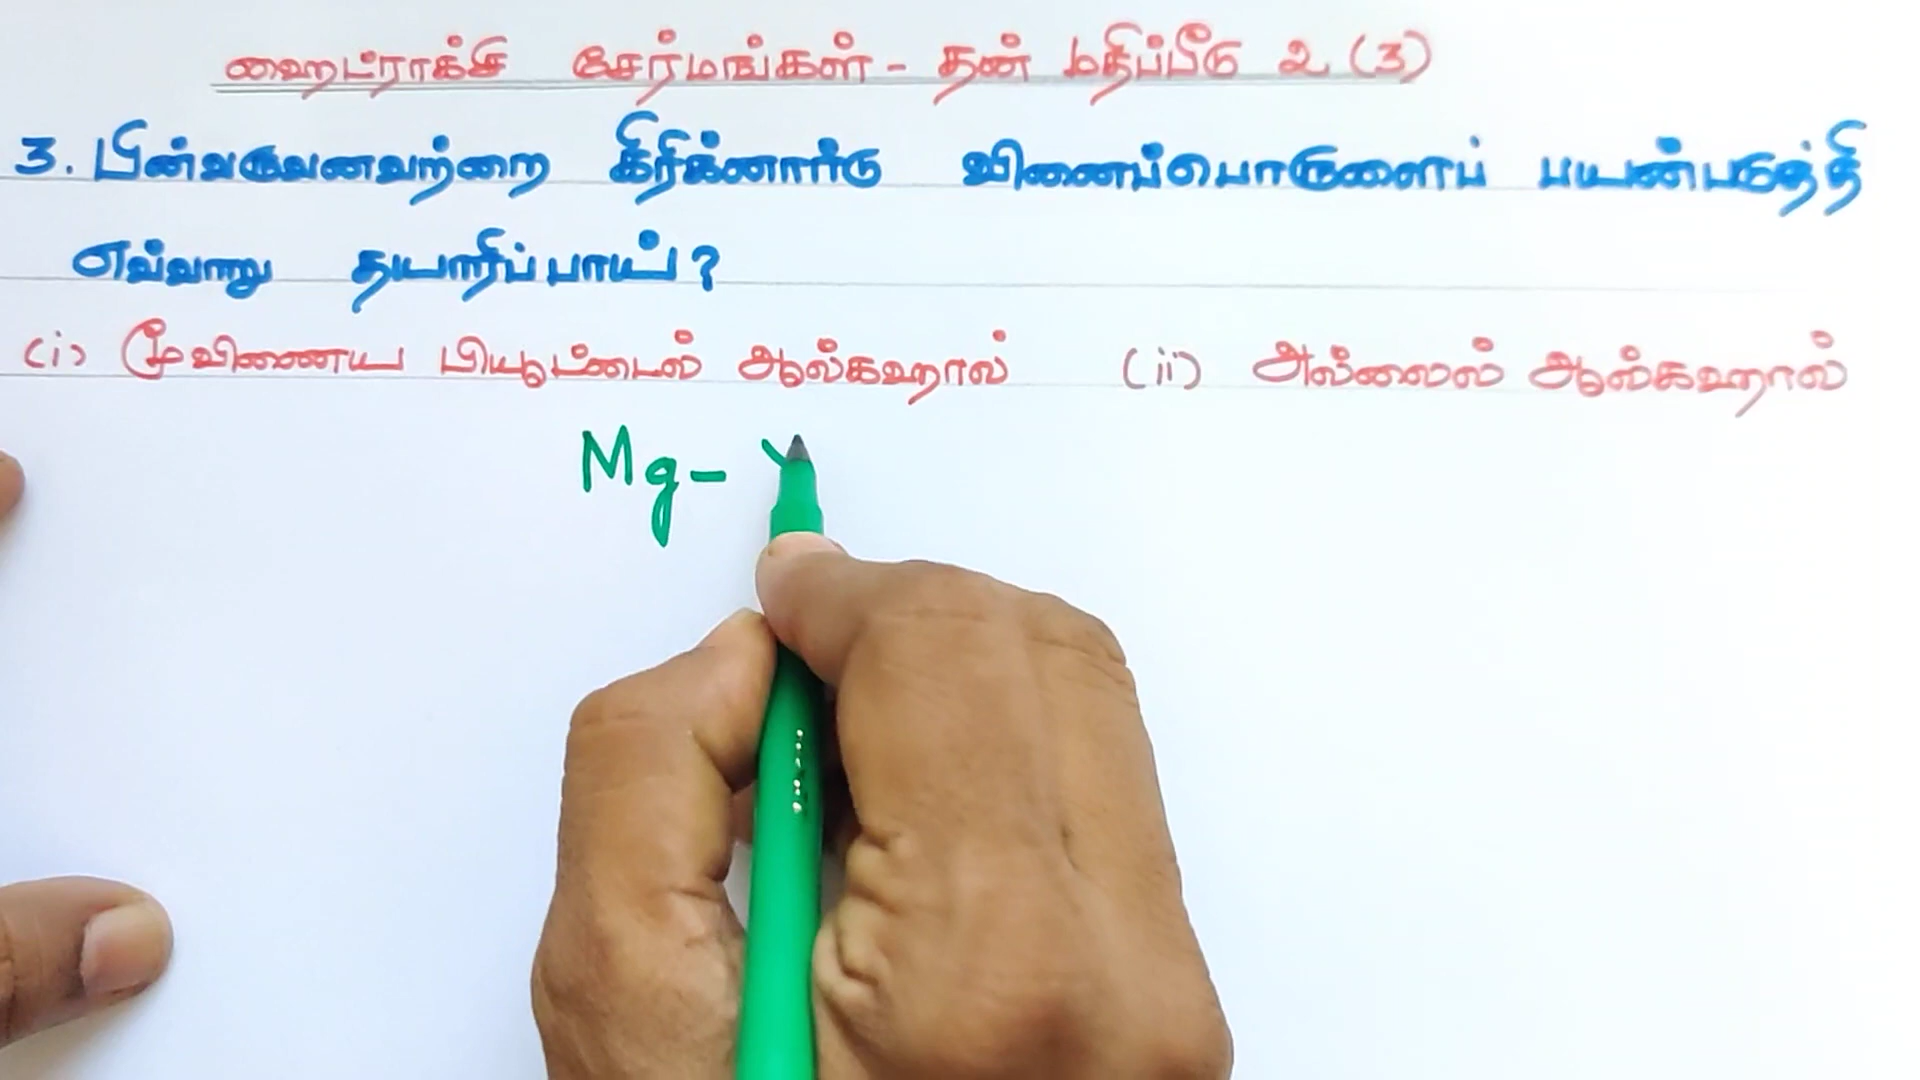 ஹைட்ராக்சி சேர்மங்கள் - தன் மதிப்பீடு 2 (3)
3. பின்வருவனவற்றை கிரிக்னார்டு வினைப்பொருளைப் பயன்படுத்தி
எவ்வாறு தயாரிப்பாய்?
(i) மூவிணைய பியூட்டைல் ஆல்கஹால் (ii) அல்லைல் ஆல்கஹால்
Mg-